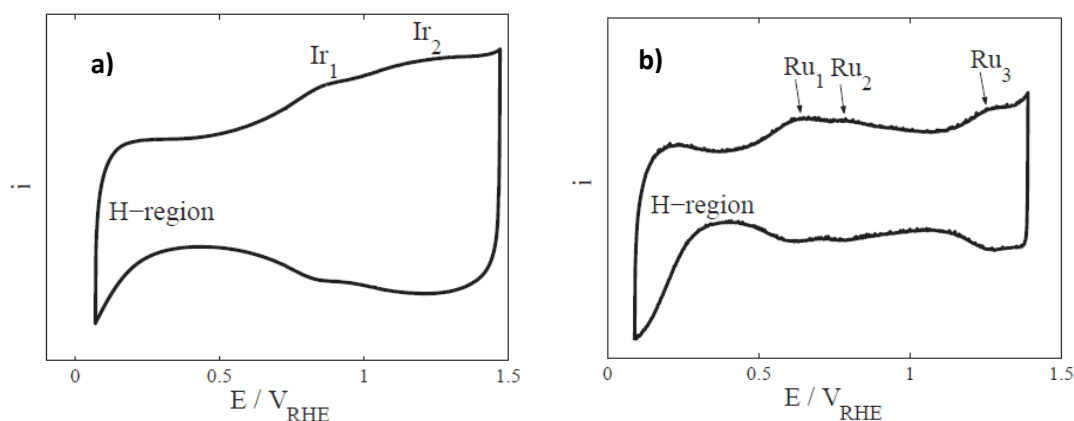 a)
Ir1
Ir2
H−region
i
0
0.5
1
1.5
E / VRHE
b)
Ru1
Ru2
Ru3
H−region
i
0
0.5
1
1.5
E / VRHE